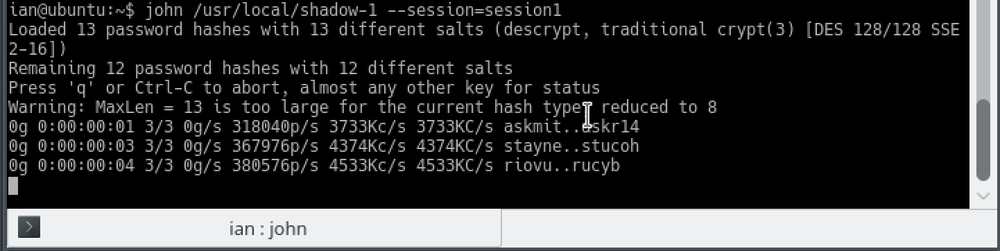 ian@ubuntu:~$ john /usr/local/shadow-1 --session=session1
Loaded 13 password hashes with 13 different salts (descrypt, traditional crypt(3) [DES 128/128 SSE
2-16])
Remaining 12 password hashes with 12 different salts
Press 'q' or Ctrl-C to abort, almost any other key for status
Warning: MaxLen = 13 is too large for the current hash type, reduced to 8
0g 0:00:00:01 3/3 0g/s 318040p/s 3733Kc/s 3733KC/s askmit..askr14
0g 0:00:00:03 3/3 0g/s 367976p/s 4374Kc/s 4374KC/s stayne..stucoh
0g 0:00:00:04 3/3 0g/s 380576p/s 4533Kc/s 4533KC/s riovu..rucyb
ian : john